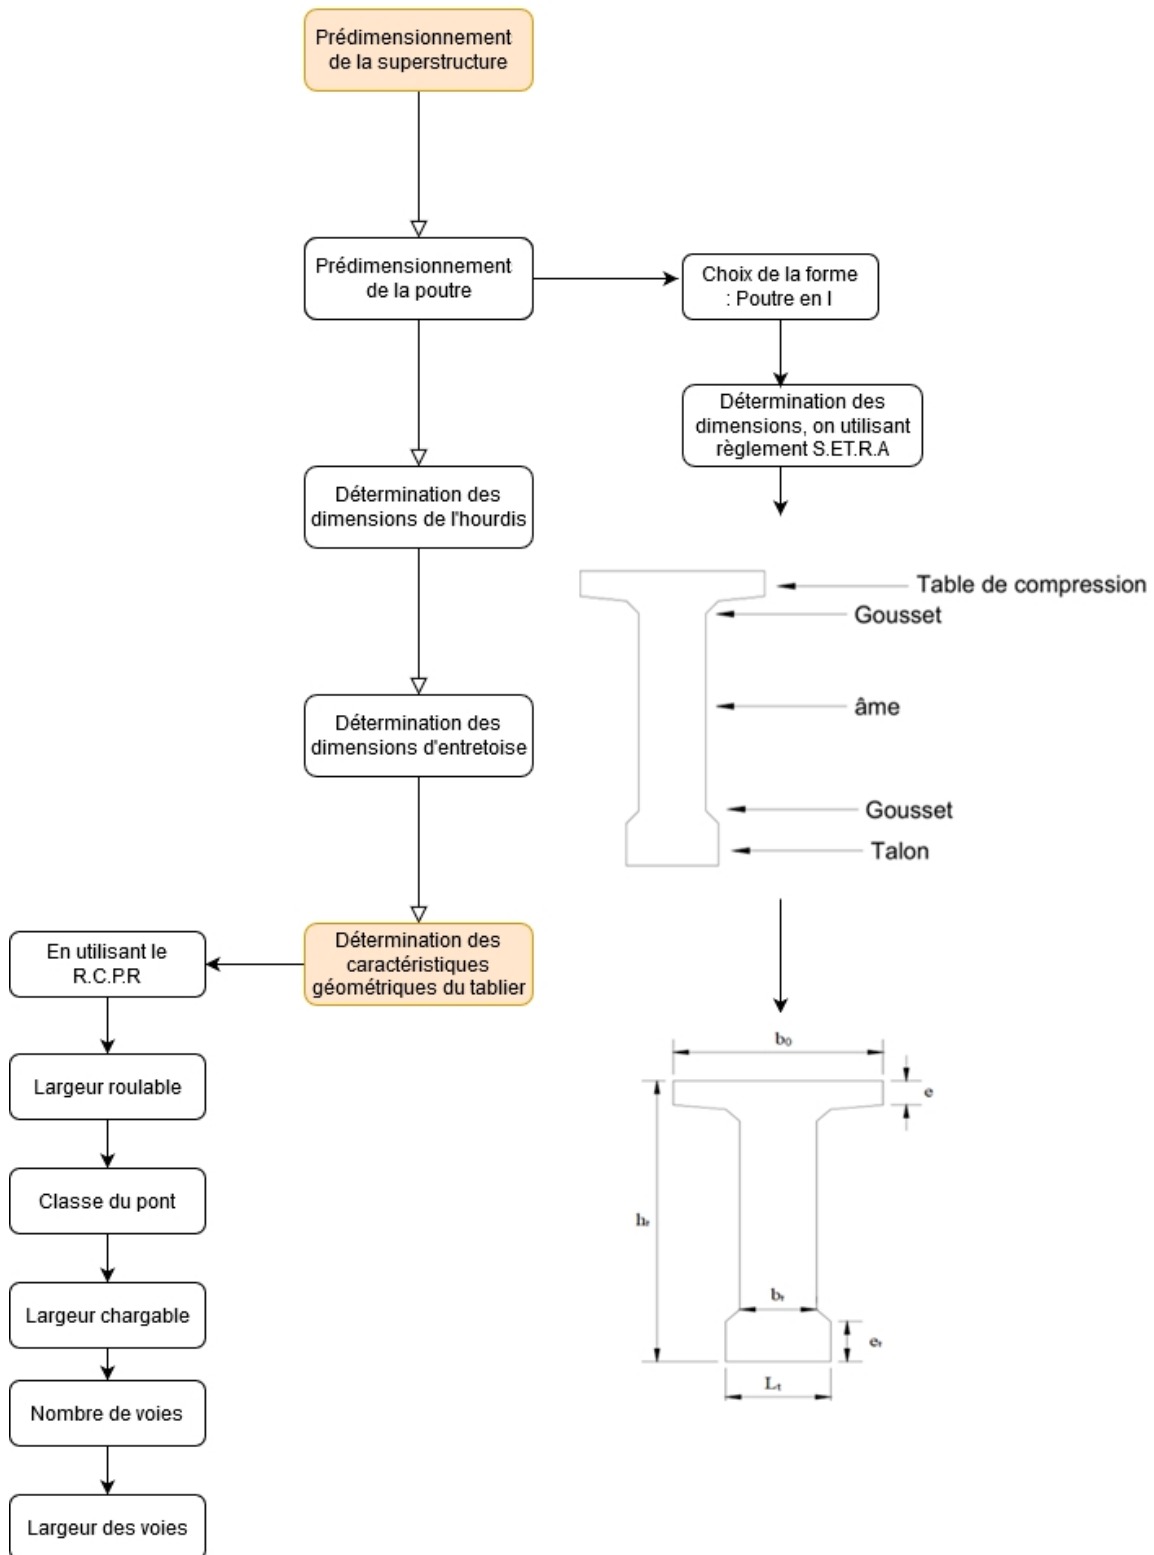 Prédimensionnement
de la superstructure
Prédimensionnement
de la poutre
Choix de la forme
: Poutre en I
Détermination des
dimensions, on utilisant
règlement S.ET.R.A
Détermination des
dimensions de l'hourdis
Table de compression
Gousset
âme
Gousset
Talon
Détermination des
dimensions d'entretoise
Détermination des
caractéristiques
géométriques du tablier
En utilisant le
R.C.P.R
Largeur roulable
Classe du pont
Largeur chargable
Nombre de voies
Largeur des voies
b₀
e
Lₜ